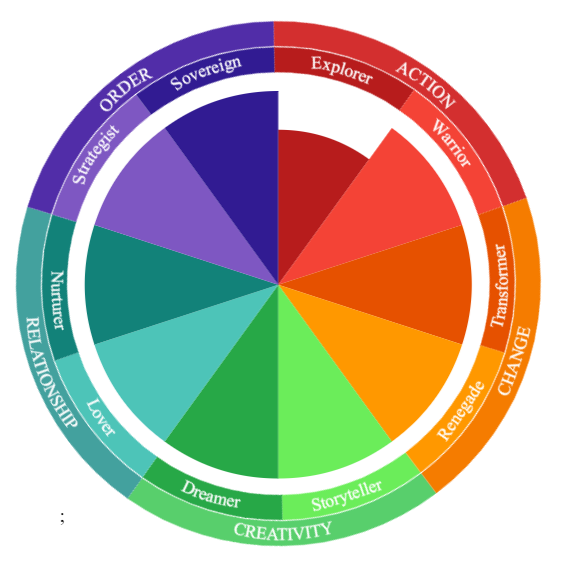 ORDER
ACTION
Sovereign
Explorer
Strategist
Warrior
Nurturer
Transformer
RELATIONSHIP
CHANGE
Lover
Renegade
Dreamer
Storyteller
CREATIVITY
;